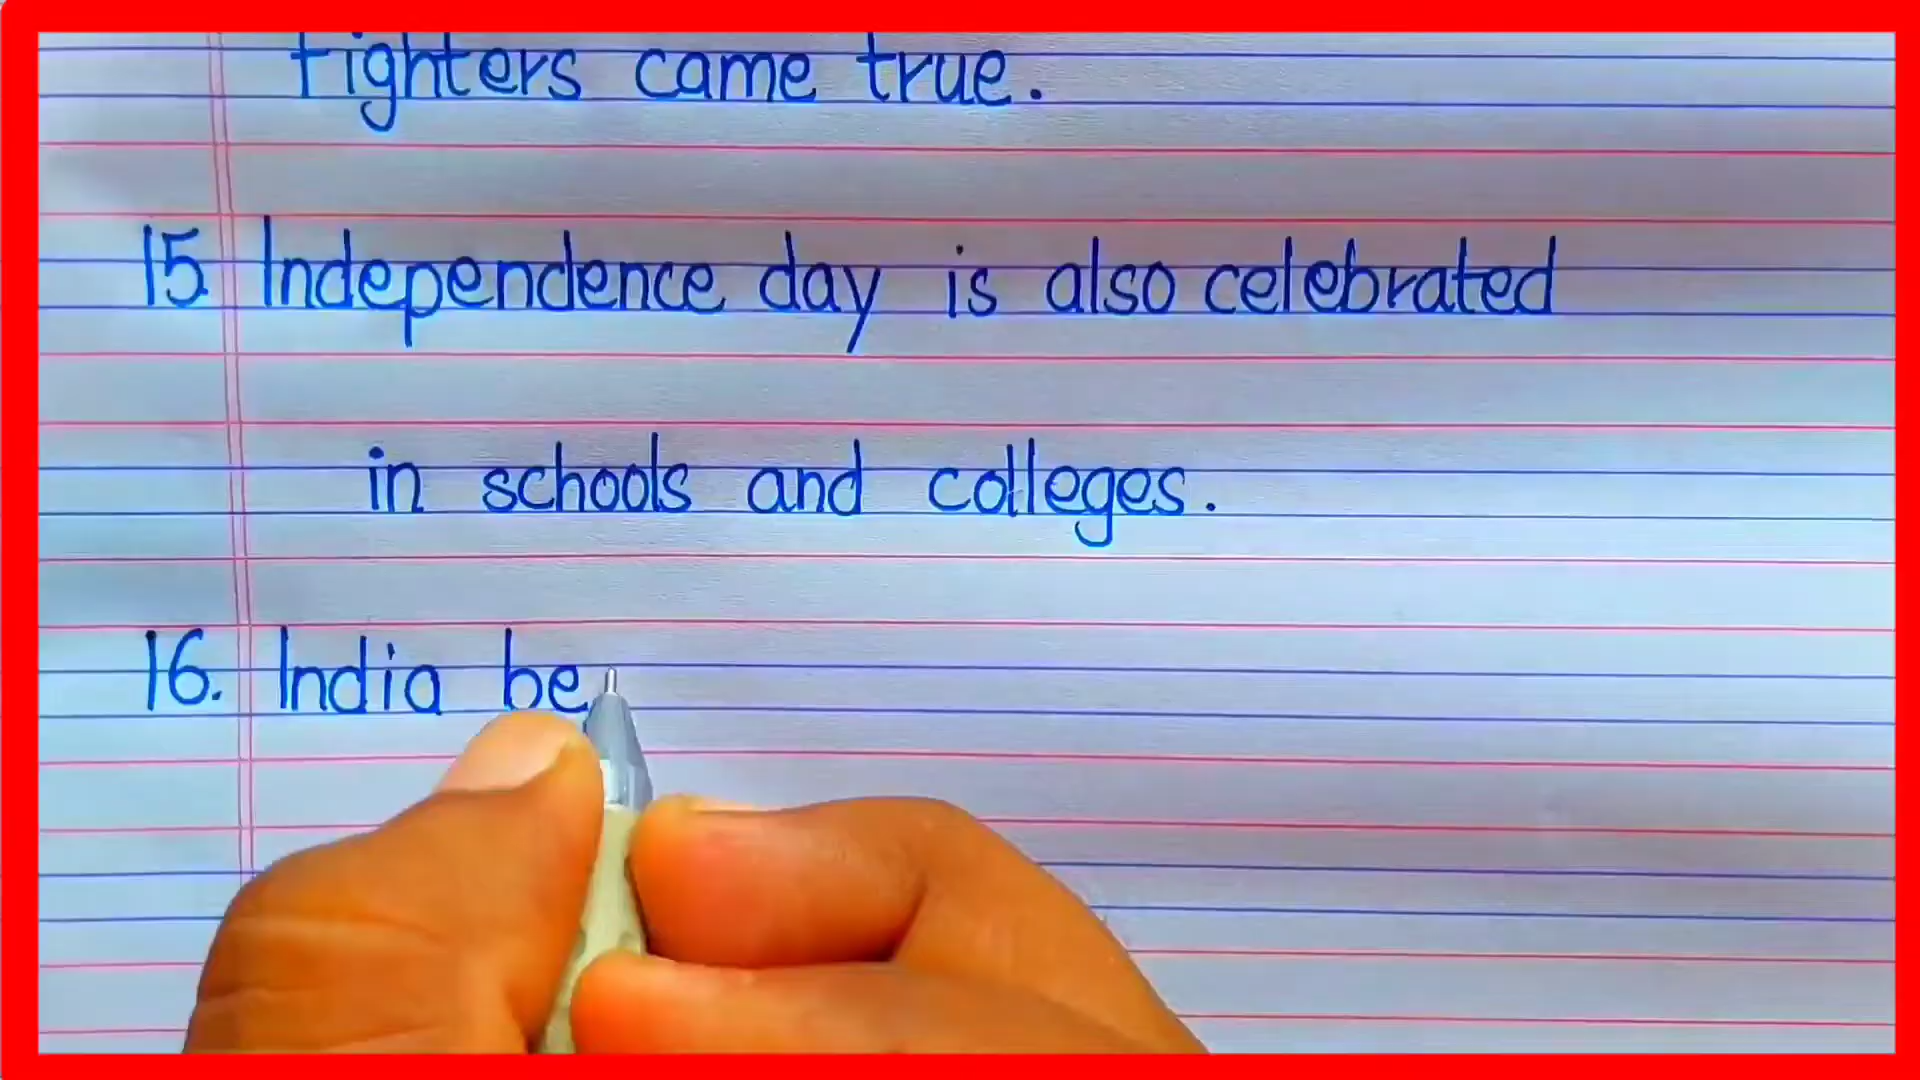 fighters came true.
15. Independence day is also celebrated
in schools and colleges.
16. India be